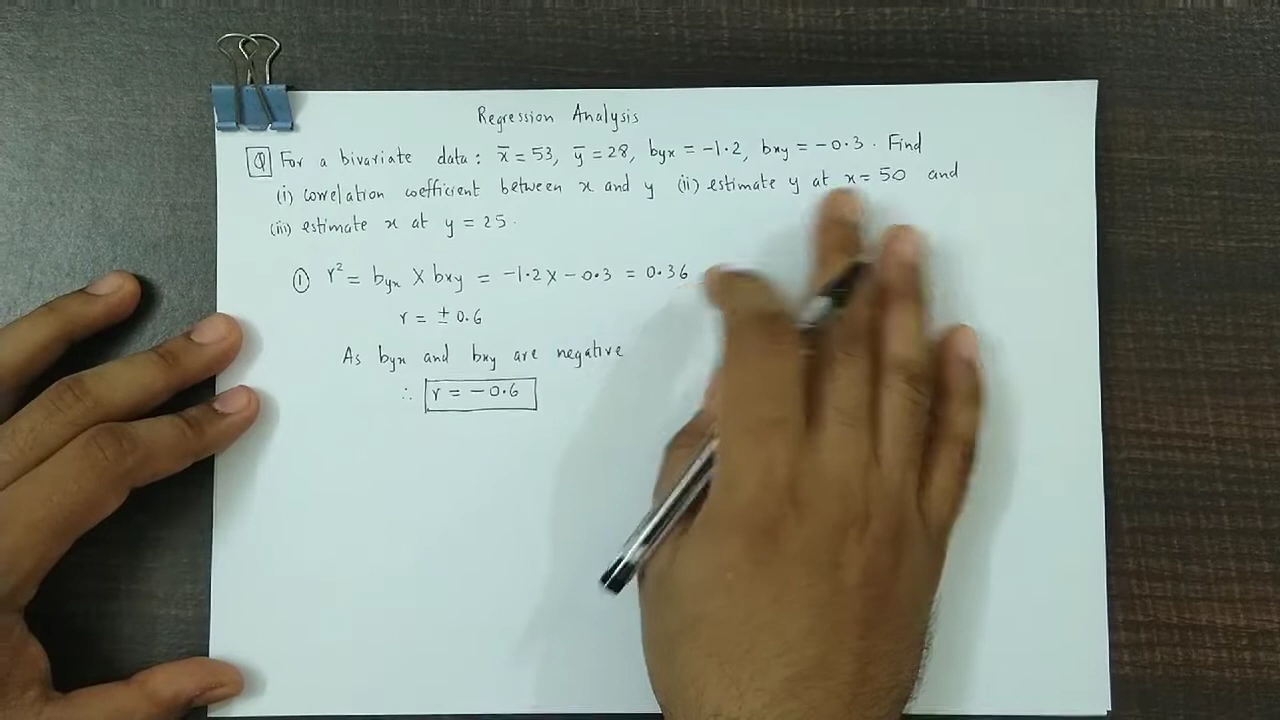 Regression Analysis
Q For a bivariate data: x̄ = 53, ȳ = 28, byx = -1.2, bxy = -0.3. Find
(i) correlation coefficient between x and y (ii) estimate y at x = 50 and
(iii) estimate x at y = 25.
① r² = byx × bxy = -1.2 × -0.3 = 0.36
r = ± 0.6
As byx and bxy are negative
∴ r = -0.6